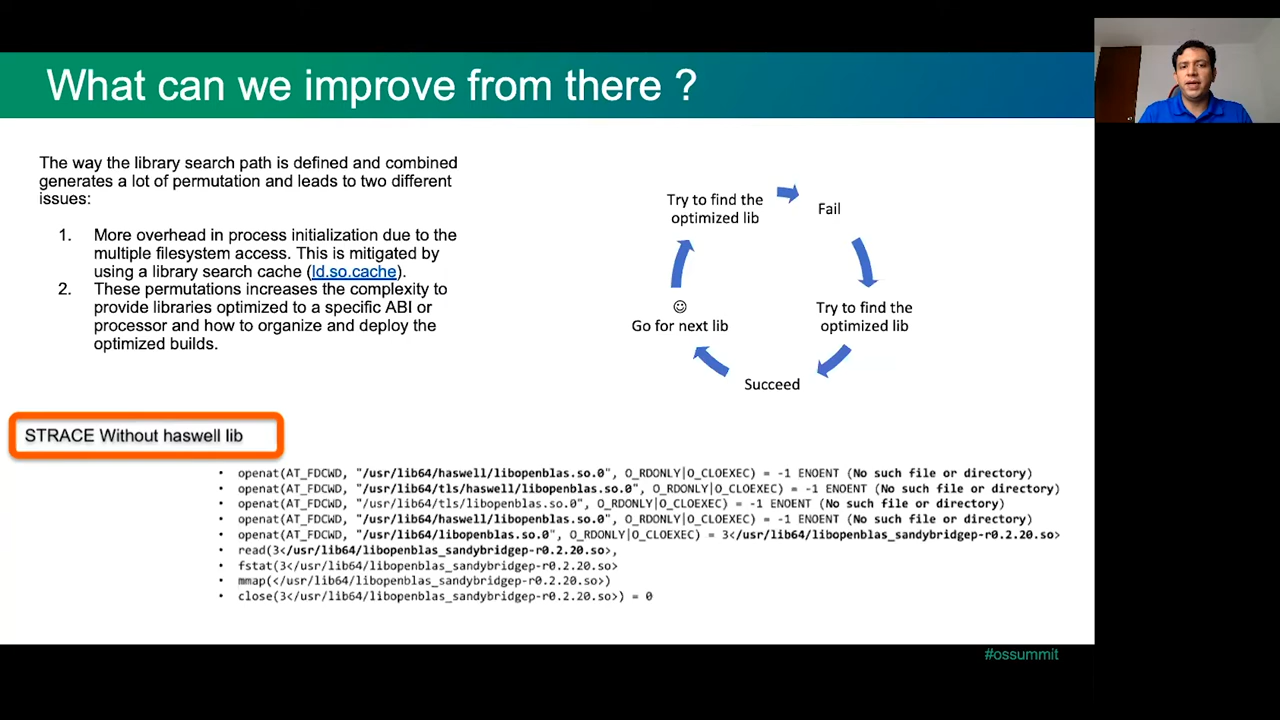 What can we improve from there ?
The way the library search path is defined and combined
generates a lot of permutation and leads to two different
issues:
1. More overhead in process initialization due to the
multiple filesystem access. This is mitigated by
using a library search cache (ld.so.cache).
2. These permutations increases the complexity to
provide libraries optimized to a specific ABI or
processor and how to organize and deploy the
optimized builds.
Try to find the
optimized lib
Fail
Try to find the
optimized lib
Succeed
☺
Go for next lib
STRACE Without haswell lib
• openat(AT_FDCWD, "/usr/lib64/haswell/libopenblas.so.0", O_RDONLY|O_CLOEXEC) = -1 ENOENT (No such file or directory)
• openat(AT_FDCWD, "/usr/lib64/tls/haswell/libopenblas.so.0", O_RDONLY|O_CLOEXEC) = -1 ENOENT (No such file or directory)
• openat(AT_FDCWD, "/usr/lib64/tls/libopenblas.so.0", O_RDONLY|O_CLOEXEC) = -1 ENOENT (No such file or directory)
• openat(AT_FDCWD, "/usr/lib64/haswell/libopenblas.so.0", O_RDONLY|O_CLOEXEC) = -1 ENOENT (No such file or directory)
• openat(AT_FDCWD, "/usr/lib64/libopenblas.so.0", O_RDONLY|O_CLOEXEC) = 3</usr/lib64/libopenblas_sandybridgep-r0.2.20.so>
• read(3</usr/lib64/libopenblas_sandybridgep-r0.2.20.so>,
• fstat(3</usr/lib64/libopenblas_sandybridgep-r0.2.20.so>
• mmap(</usr/lib64/libopenblas_sandybridgep-r0.2.20.so>)
• close(3</usr/lib64/libopenblas_sandybridgep-r0.2.20.so>) = 0
#ossummit